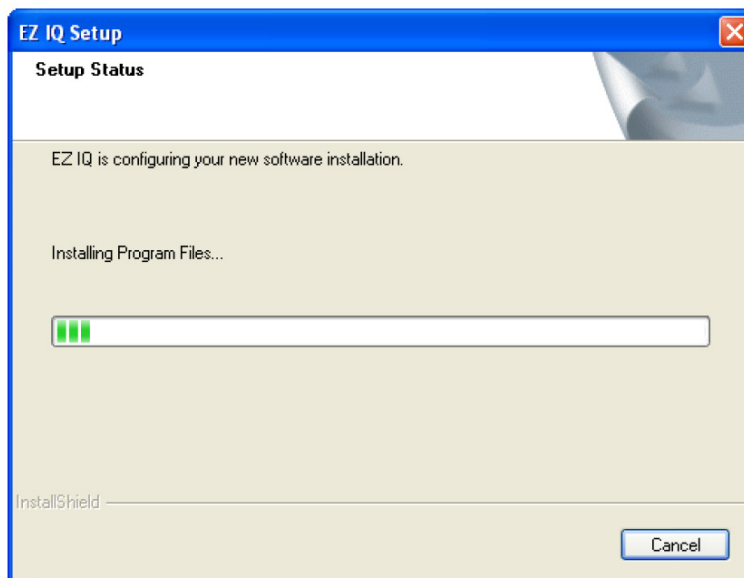 EZ IQ Setup
Setup Status
EZ IQ is configuring your new software installation.
Installing Program Files...
InstallShield
Cancel